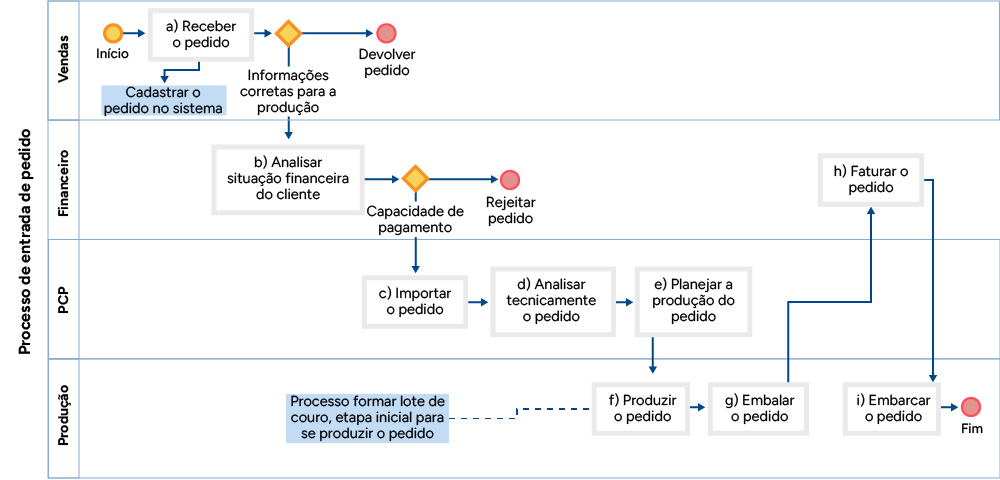 Processo de entrada de pedido
Vendas
Início
a) Receber
o pedido
Devolver
pedido
Cadastrar o
pedido no sistema
Informações
corretas para a
produção
Financeiro
b) Analisar
situação financeira
do cliente
Capacidade de
pagamento
Rejeitar
pedido
h) Faturar o
pedido
PCP
c) Importar
o pedido
d) Analisar
tecnicamente
o pedido
e) Planejar a
produção do
pedido
Produção
Processo formar lote de
couro, etapa inicial para
se produzir o pedido
f) Produzir
o pedido
g) Embalar
o pedido
i) Embarcar
o pedido
Fim